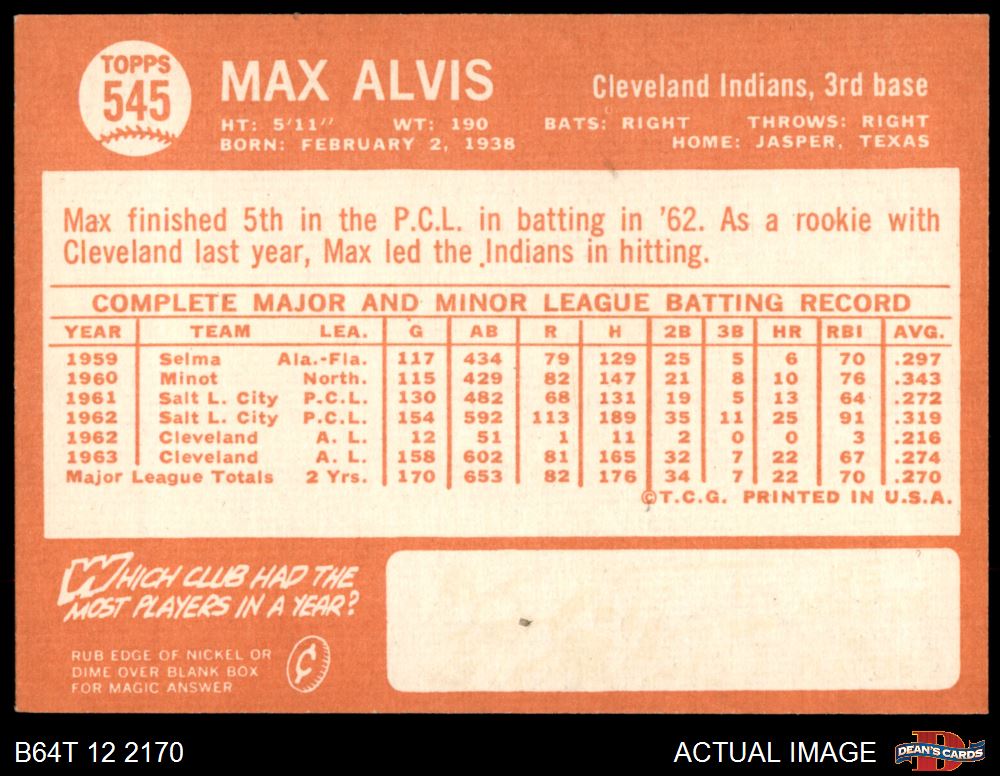 TOPPS
545
MAX ALVIS
Cleveland Indians, 3rd base
HT: 5'11" WT: 190 BATS: RIGHT THROWS: RIGHT
BORN: FEBRUARY 2, 1938 HOME: JASPER, TEXAS
Max finished 5th in the P.C.L. in batting in '62. As a rookie with
Cleveland last year, Max led the Indians in hitting.
COMPLETE MAJOR AND MINOR LEAGUE BATTING RECORD
YEAR TEAM LEA. G AB R H 2B 3B HR RBI AVG.
1959 Selma Ala.-Fla. 117 434 79 129 25 5 6 70 .297
1960 Minot North. 115 429 82 147 21 8 10 76 .343
1961 Salt L. City P.C.L. 130 482 68 131 19 5 13 64 .272
1962 Salt L. City P.C.L. 154 592 113 189 35 11 25 91 .319
1962 Cleveland A. L. 12 51 1 11 2 0 0 3 .216
1963 Cleveland A. L. 158 602 81 165 32 7 22 67 .274
Major League Totals 2 Yrs. 170 653 82 176 34 7 22 70 .270
©T.C.G. PRINTED IN U.S.A.
WHICH CLUB HAD THE
MOST PLAYERS IN A YEAR?
RUB EDGE OF NICKEL OR
DIME OVER BLANK BOX
FOR MAGIC ANSWER
¢
B64T 12 2170
ACTUAL IMAGE
DEAN'S CARDS